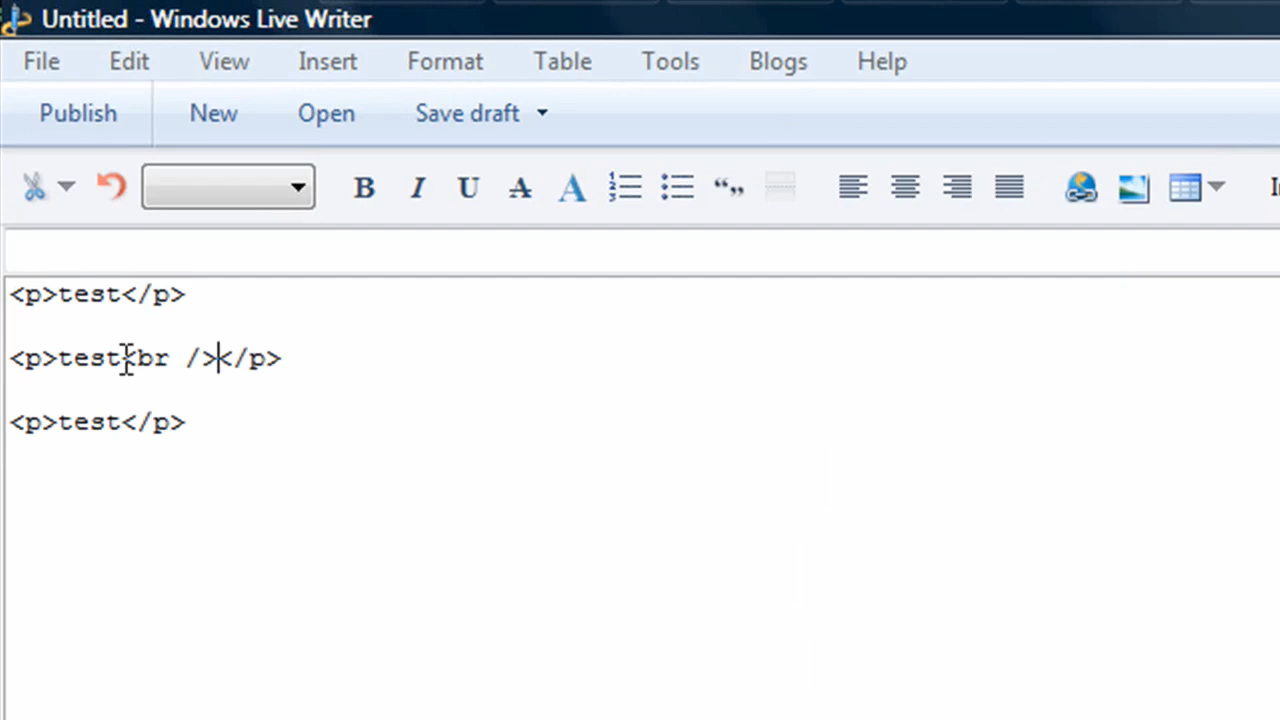 Untitled - Windows Live Writer
File Edit View Insert Format Table Tools Blogs Help
Publish New Open Save draft
B I U A A
<p>test</p>
<p>test<br /></p>
<p>test</p>